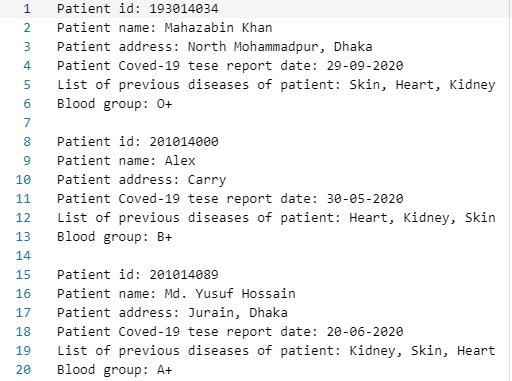 1 Patient id: 193014034
2 Patient name: Mahazabin Khan
3 Patient address: North Mohammadpur, Dhaka
4 Patient Coved-19 tese report date: 29-09-2020
5 List of previous diseases of patient: Skin, Heart, Kidney
6 Blood group: O+
7
8 Patient id: 201014000
9 Patient name: Alex
10 Patient address: Carry
11 Patient Coved-19 tese report date: 30-05-2020
12 List of previous diseases of patient: Heart, Kidney, Skin
13 Blood group: B+
14
15 Patient id: 201014089
16 Patient name: Md. Yusuf Hossain
17 Patient address: Jurain, Dhaka
18 Patient Coved-19 tese report date: 20-06-2020
19 List of previous diseases of patient: Kidney, Skin, Heart
20 Blood group: A+